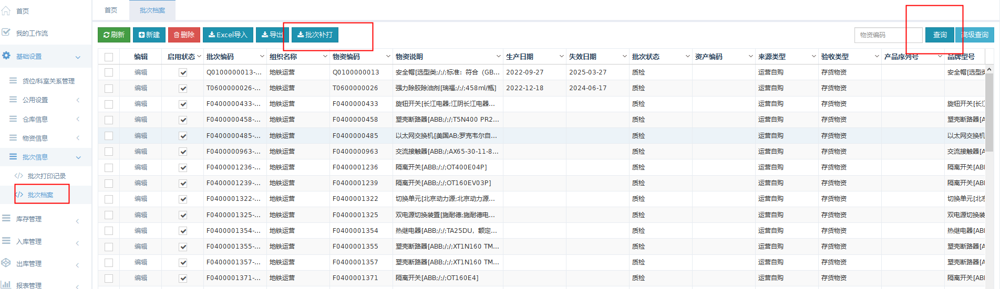 首页
我的工作流
基础设置
货位/科室关系管理
公用设置
仓库信息
物资信息
批次信息
批次打印记录
批次档案
库存管理
入库管理
出库管理
报表管理
首页 批次档案
刷新 新建 删除 Excel导入 导出 批次补打 物资编码 查询 高级查询
编辑 启用状态 批次编码 组织名称 物资编码 物资说明 生产日期 失效日期 批次状态 资产编码 来源类型 验收类型 产品序列号 品牌型号
编辑 Q0100000013-... 地铁运营 Q0100000013 安全帽[选型类;/;/;标准：符合（GB... 2022-09-27 2025-03-27 质检 运营自购 存货物资 安全帽[选型类
编辑 T0600000026-... 地铁运营 T0600000026 强力除胶除油剂[瑞福;/;/;458ml/瓶] 2022-12-18 2024-06-17 质检 运营自购 存货物资
编辑 F0400000433-... 地铁运营 F0400000433 旋钮开关[长江电器;江阴长江电器... 质检 运营自购 存货物资 旋钮开关[长江
编辑 F0400000458-... 地铁运营 F0400000458 塑壳断路器[ABB;/;/;T5N400 PR2... 质检 运营自购 存货物资 塑壳断路器[A
编辑 F0400000485-... 地铁运营 F0400000485 以太网交换机[美国AB;罗克韦尔自... 质检 运营自购 存货物资 以太网交换机
编辑 F0400000963-... 地铁运营 F0400000963 交流接触器[ABB;/;AX65-30-11-8... 质检 运营自购 存货物资 交流接触器[AB
编辑 F0400001236-... 地铁运营 F0400001236 隔离开关[ABB;/;/;OT400E04P] 质检 运营自购 存货物资 隔离开关[ABB
编辑 F0400001239-... 地铁运营 F0400001239 隔离开关[ABB;/;/;OT160EV03P] 质检 运营自购 存货物资 隔离开关[ABB
编辑 F0400001322-... 地铁运营 F0400001322 切换单元[北京动力源;北京动力源... 质检 运营自购 存货物资 切换单元[北京
编辑 F0400001325-... 地铁运营 F0400001325 双电源切换装置[施耐德;施耐德电... 质检 运营自购 存货物资 双电源切换装
编辑 F0400001354-... 地铁运营 F0400001354 热继电器[ABB;/;/;TA25DU，额定... 质检 运营自购 存货物资 热继电器[ABB
编辑 F0400001355-... 地铁运营 F0400001355 塑壳断路器[ABB;/;/;XT1N160 TM... 质检 运营自购 存货物资 塑壳断路器[A
编辑 F0400001357-... 地铁运营 F0400001357 塑壳断路器[ABB;/;/;XT1N160 TM... 质检 运营自购 存货物资 塑壳断路器[A
编辑 F0400001371-... 地铁运营 F0400001371 隔离开关[ABB;/;/;OT160E4] 质检 运营自购 存货物资 隔离开关[ABB